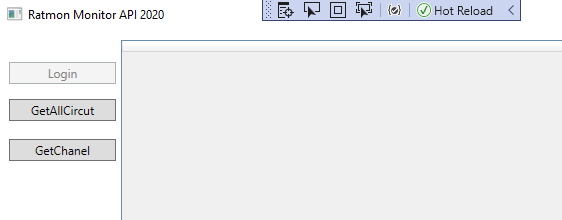 Ratmon Monitor API 2020
Hot Reload
Login
GetAllCircut
GetChanel